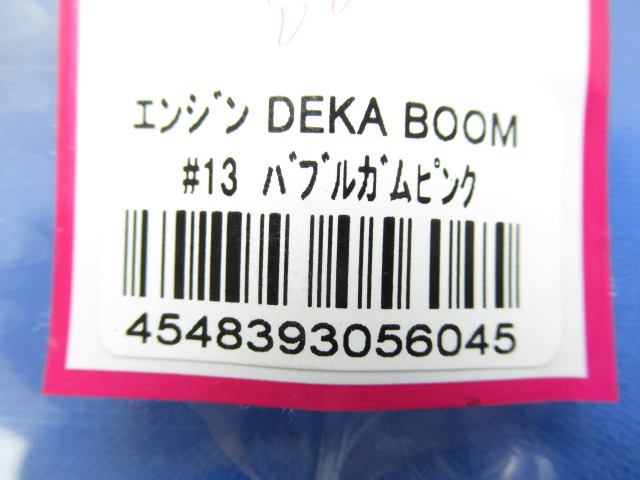 ｴﾝｼﾞﾝ DEKA BOOM
#13 ﾊﾞﾌﾞﾙｶﾞﾑﾋﾟﾝｸ
4548393056045